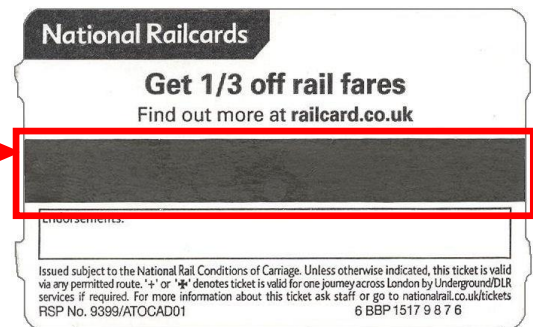 National Railcards
Get 1/3 off rail fares
Find out more at railcard.co.uk
Endorsements:
Issued subject to the National Rail Conditions of Carriage. Unless otherwise indicated, this ticket is valid
via any permitted route. '+' or '✠' denotes ticket is valid for one journey across London by Underground/DLR
services if required. For more information about this ticket ask staff or go to nationalrail.co.uk/tickets
RSP No. 9399/ATOCAD01 6 BBP 1517 9 8 7 6